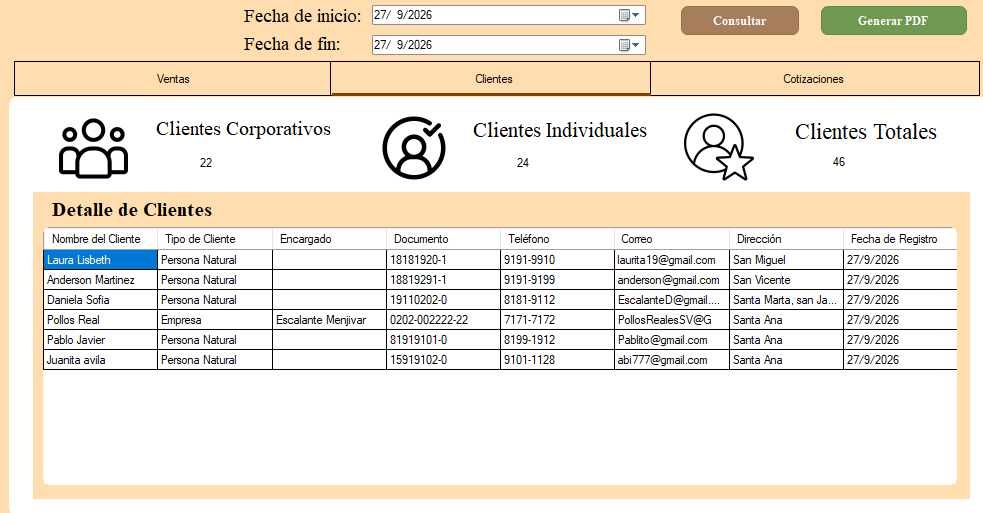 Fecha de inicio: 27/ 9/2026 Consultar Generar PDF
Fecha de fin: 27/ 9/2026
Ventas Clientes Cotizaciones
Clientes Corporativos Clientes Individuales Clientes Totales
22 24 46
Detalle de Clientes
Nombre del Cliente Tipo de Cliente Encargado Documento Teléfono Correo Dirección Fecha de Registro
Laura Lisbeth Persona Natural 18181920-1 9191-9910 laurita19@gmail.com San Miguel 27/9/2026
Anderson Martinez Persona Natural 18819291-1 9191-9199 anderson@gmail.com San Vicente 27/9/2026
Daniela Sofia Persona Natural 19110202-0 8181-9112 EscalanteD@gmail.... Santa Marta, san Ja... 27/9/2026
Pollos Real Empresa Escalante Menjivar 0202-002222-22 7171-7172 PollosRealesSV@G Santa Ana 27/9/2026
Pablo Javier Persona Natural 81919101-0 8199-1912 Pablito@gmail.com Santa Ana 27/9/2026
Juanita avila Persona Natural 15919102-0 9101-1128 abi777@gmail.com Santa Ana 27/9/2026